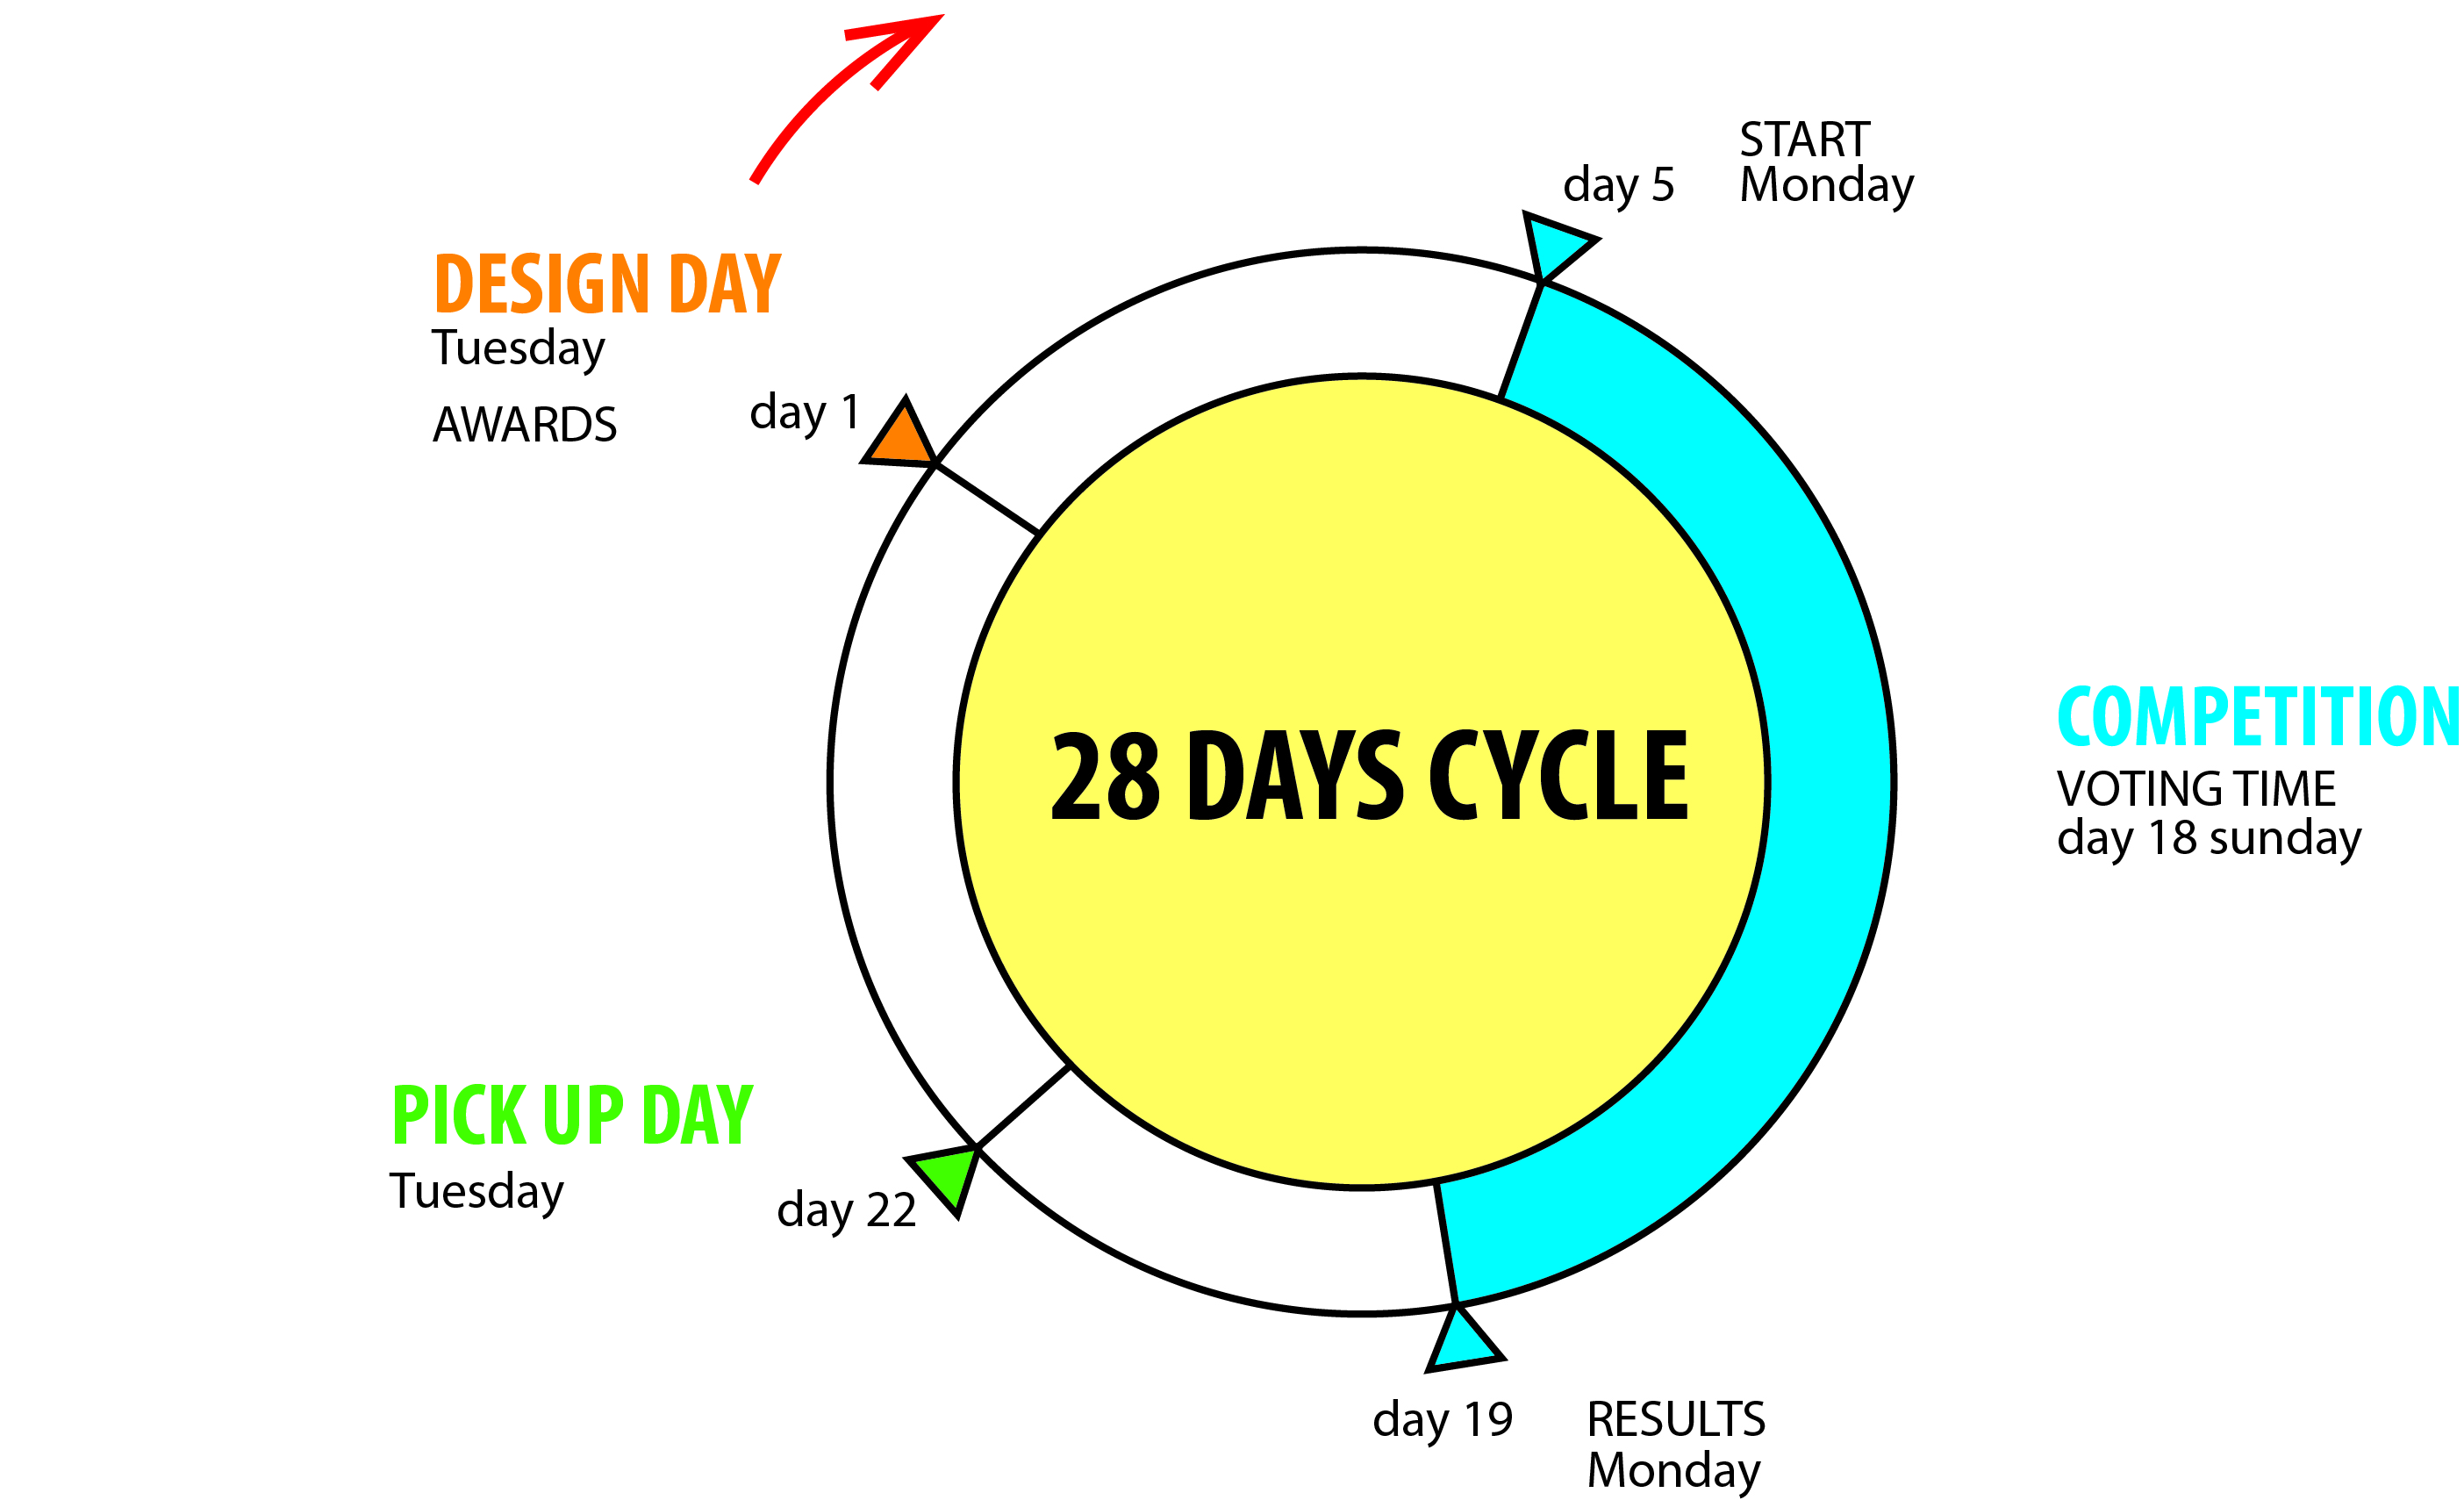 START
day 5 Monday
DESIGN DAY
Tuesday
AWARDS
day 1
28 DAYS CYCLE
COMPETITION
VOTING TIME
day 18 sunday
PICK UP DAY
Tuesday
day 22
day 19 RESULTS
Monday